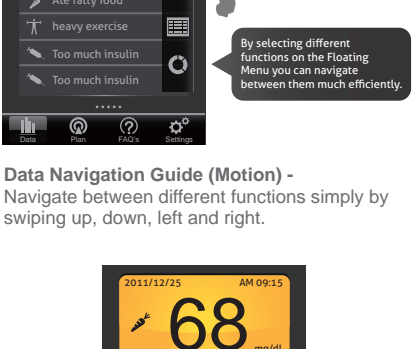 Ate fatty food
heavy exercise
Too much insulin
Too much insulin
By selecting different
functions on the Floating
Menu you can navigate
between them much efficiently.
Data Plan FAQ's Settings
Data Navigation Guide (Motion) -
Navigate between different functions simply by
swiping up, down, left and right.
2011/12/25 AM 09:15
68
mg/dl